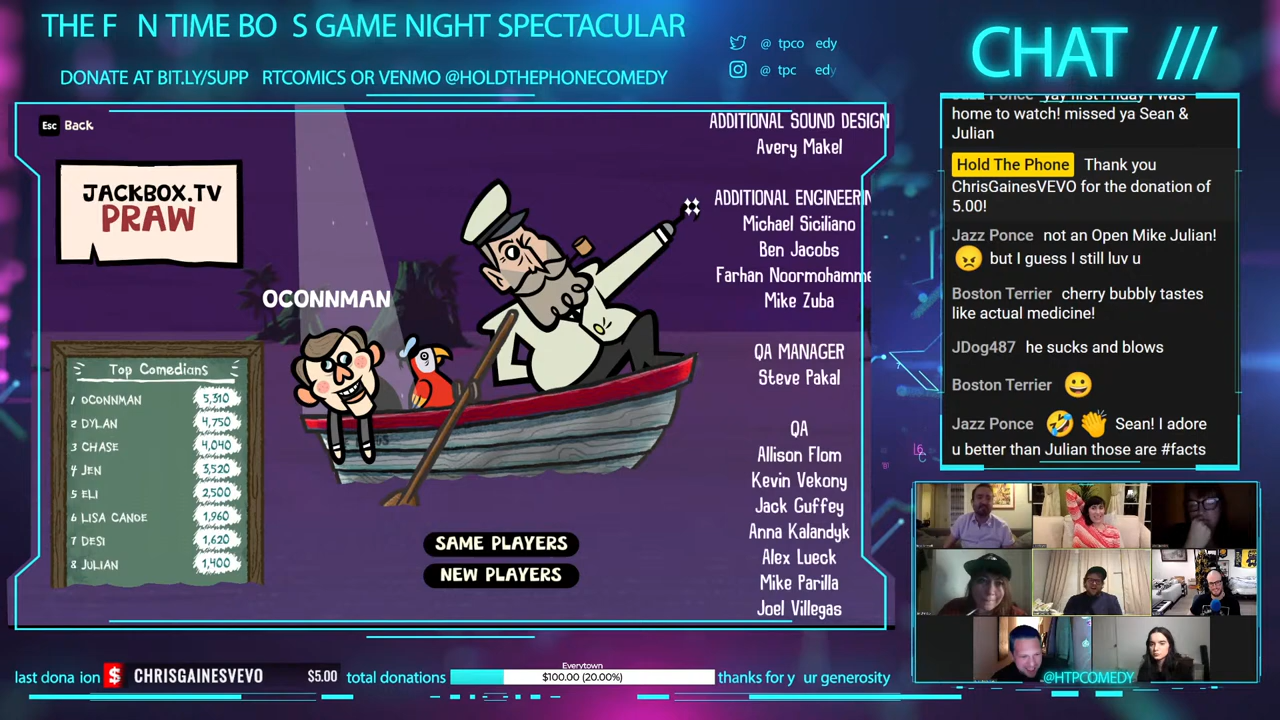 THE F N TIME BO S GAME NIGHT SPECTACULAR
DONATE AT BIT.LY/SUPP RTCOMICS OR VENMO @HOLDTHEPHONECOMEDY
@ tpco edy
@ tpc edy
CHAT ///
Esc Back
JACKBOX.TV
PRAW
OCONNMAN
Top Comedians
1 OCONNMAN 5,310
2 DYLAN 4,750
3 CHASE 4,040
4 JEN 3,520
5 ELI 2,500
6 LISA CANOE 1,960
7 DESI 1,620
8 JULIAN 1,400
SAME PLAYERS
NEW PLAYERS
ADDITIONAL SOUND DESIGN
Avery Makel
ADDITIONAL ENGINEERIN
Michael Siciliano
Ben Jacobs
Farhan Noormohamme
Mike Zuba
QA MANAGER
Steve Pakal
QA
Allison Flom
Kevin Vekony
Jack Guffey
Anna Kalandyk
Alex Lueck
Mike Parilla
Joel Villegas
Jazz Ponce yay first Friday I was
home to watch! missed ya Sean &
Julian
Hold The Phone Thank you
ChrisGainesVEVO for the donation of
5.00!
Jazz Ponce not an Open Mike Julian!
😠 but I guess I still luv u
Boston Terrier cherry bubbly tastes
like actual medicine!
JDog487 he sucks and blows
Boston Terrier 😀
Jazz Ponce 🤣 👏 Sean! I adore
u better than Julian those are #facts
@HTPCOMEDY
last dona ion $ CHRISGAINESVEVO $5.00 total donations
Everytown
$100.00 (20.00%)
thanks for y ur generosity